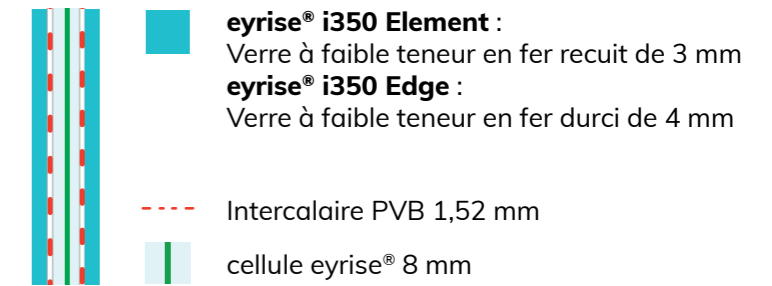 eyrise® i350 Element :
Verre à faible teneur en fer recuit de 3 mm
eyrise® i350 Edge :
Verre à faible teneur en fer durci de 4 mm
Intercalaire PVB 1,52 mm
cellule eyrise® 8 mm